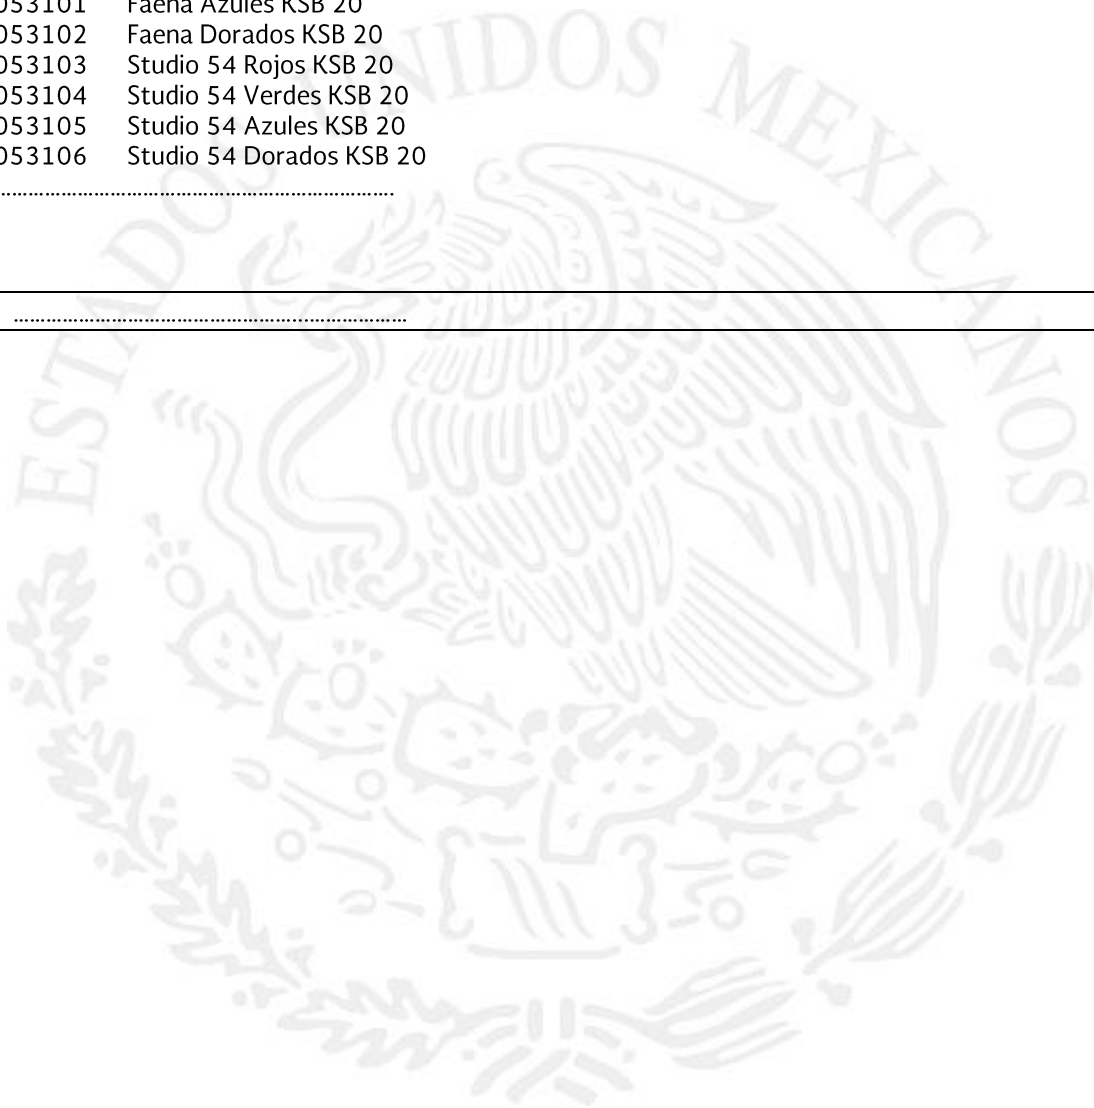 053101 Faena Azules KSB 20
053102 Faena Dorados KSB 20
053103 Studio 54 Rojos KSB 20
053104 Studio 54 Verdes KSB 20
053105 Studio 54 Azules KSB 20
053106 Studio 54 Dorados KSB 20
..........................................................................
........................................................................
ESTADOS UNIDOS MEXICANOS